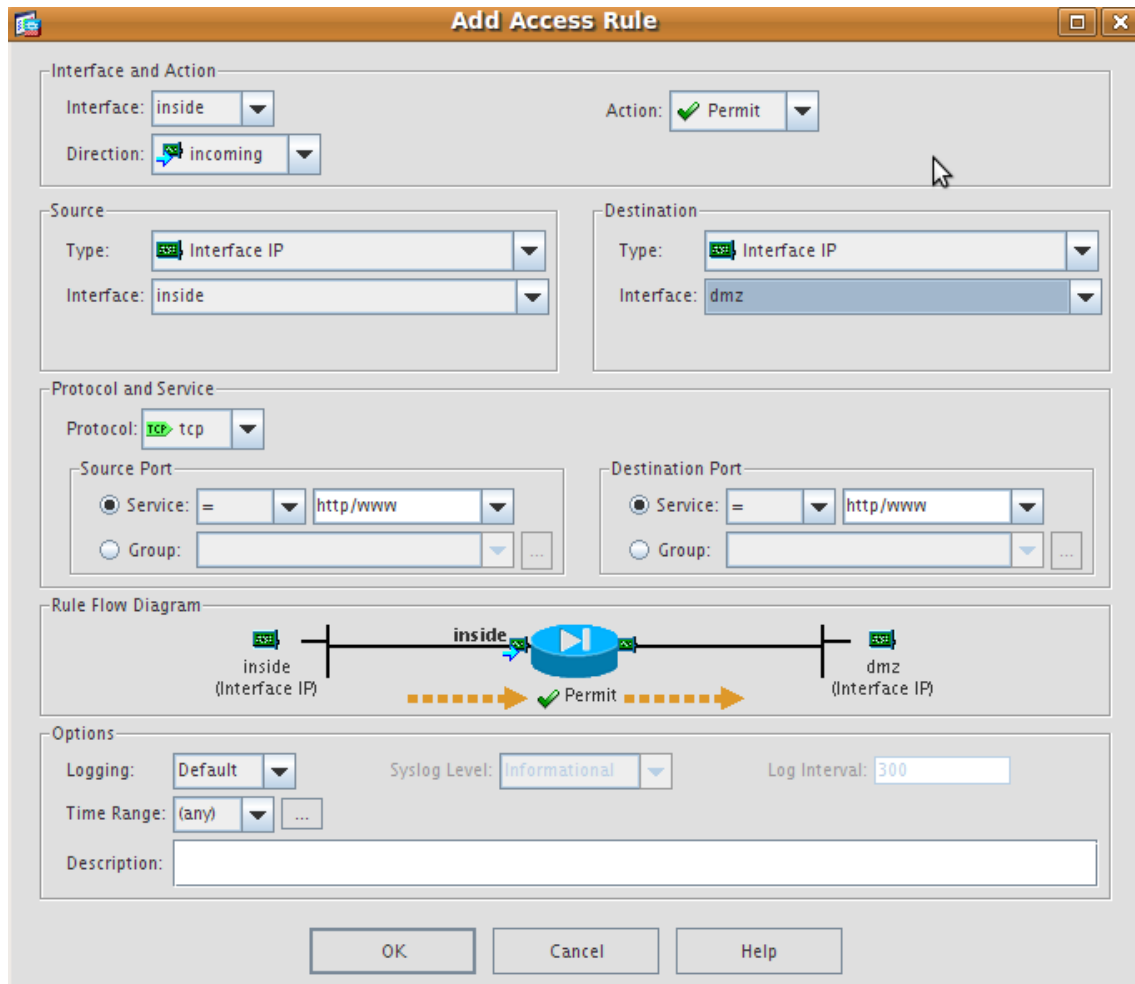 Add Access Rule
Interface and Action
Interface: inside
Action: Permit
Direction: incoming
Source
Type: Interface IP
Interface: inside
Destination
Type: Interface IP
Interface: dmz
Protocol and Service
Protocol: TCP tcp
Source Port
Service: = http/www
Group: ...
Destination Port
Service: = http/www
Group: ...
Rule Flow Diagram
inside
inside
(Interface IP)
Permit
dmz
(Interface IP)
Options
Logging: Default
Syslog Level: Informational
Log Interval: 300
Time Range: (any) ...
Description:
OK
Cancel
Help